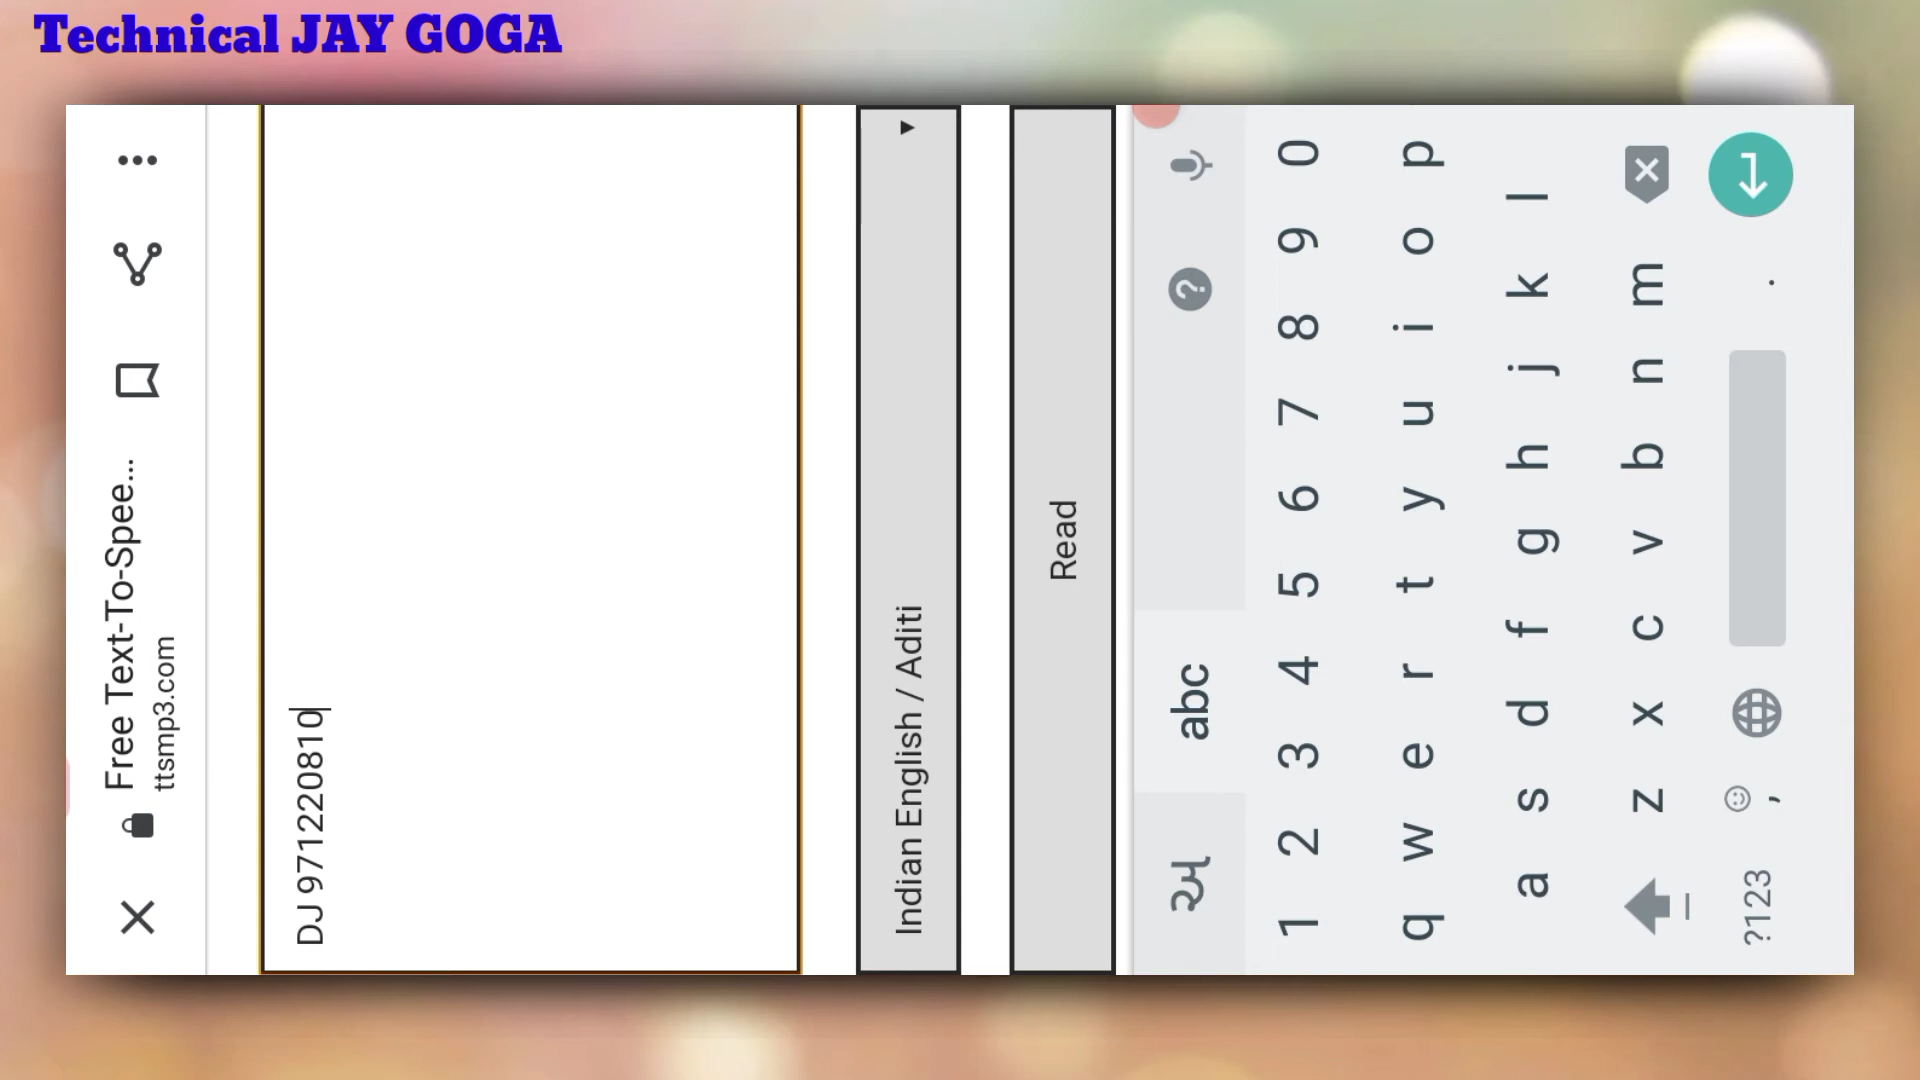 Technical JAY GOGA
Free Text-To-Spee...
ttsmp3.com
DJ 9712220810
Indian English / Aditi
Read
અ abc
1 2 3 4 5 6 7 8 9 0
q w e r t y u i o p
a s d f g h j k l
z x c v b n m
?123 , .